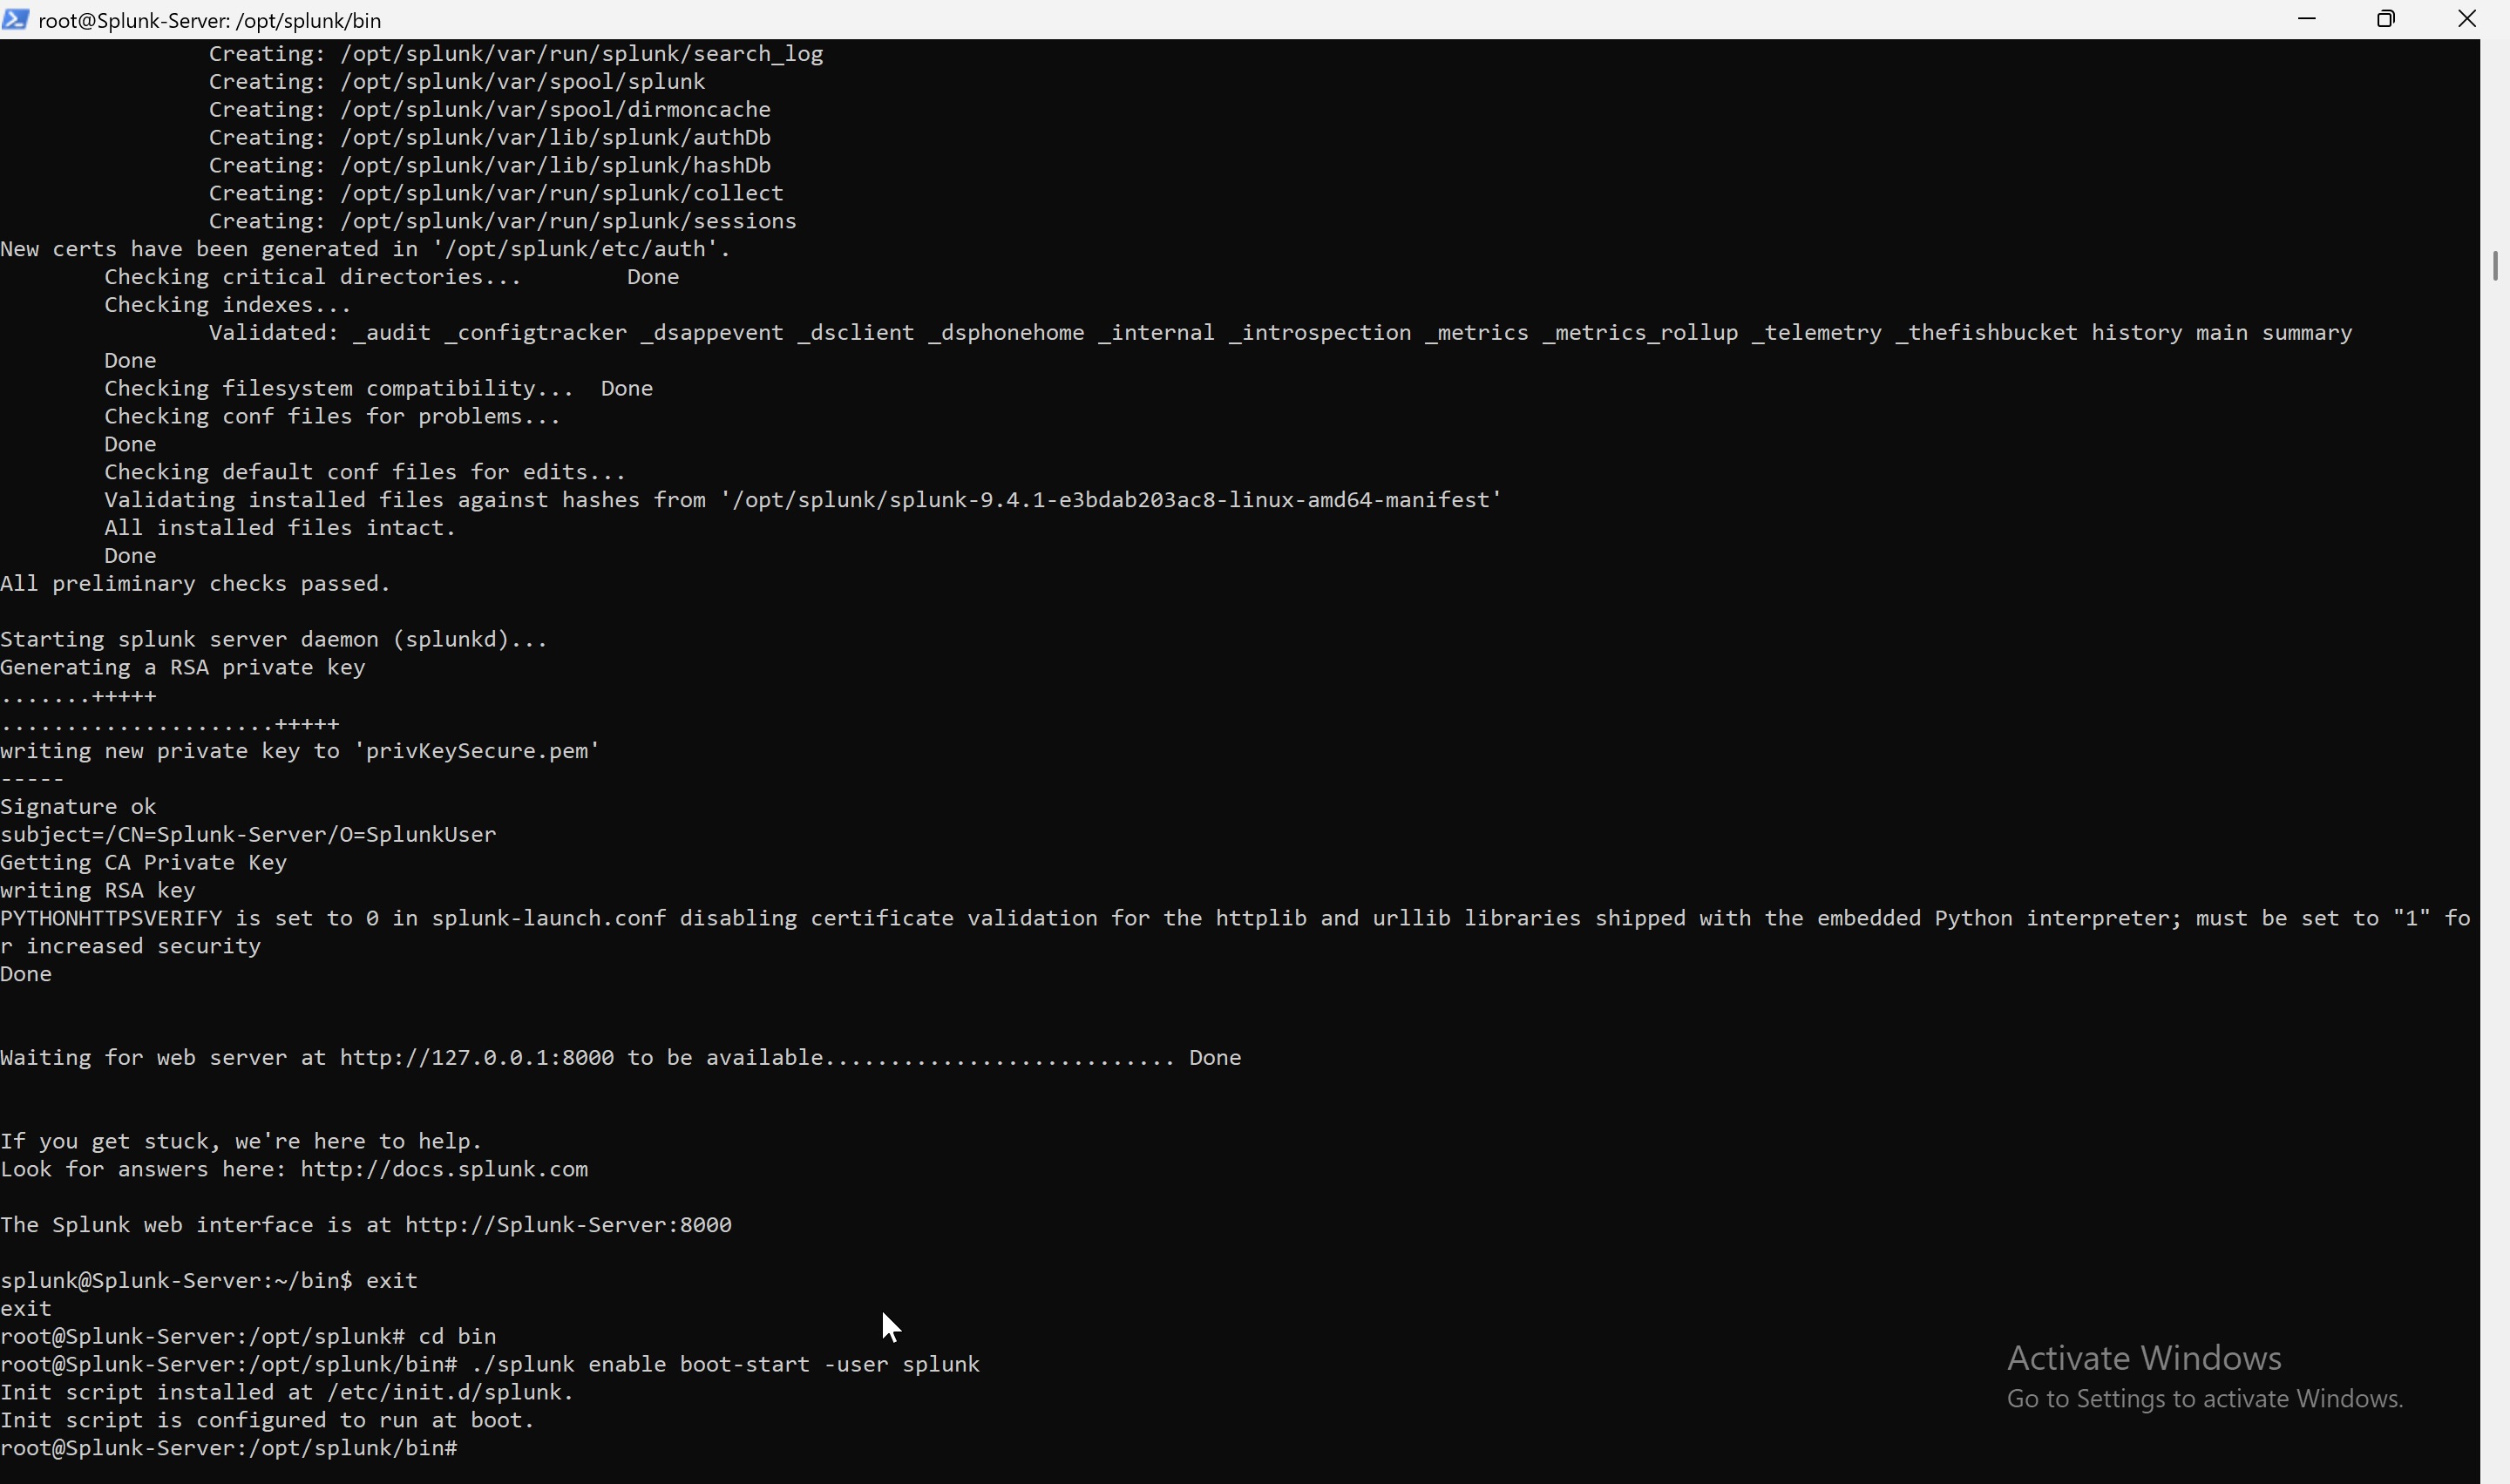 root@Splunk-Server: /opt/splunk/bin
Creating: /opt/splunk/var/run/splunk/search_log
Creating: /opt/splunk/var/spool/splunk
Creating: /opt/splunk/var/spool/dirmoncache
Creating: /opt/splunk/var/lib/splunk/authDb
Creating: /opt/splunk/var/lib/splunk/hashDb
Creating: /opt/splunk/var/run/splunk/collect
Creating: /opt/splunk/var/run/splunk/sessions
New certs have been generated in '/opt/splunk/etc/auth'.
Checking critical directories...        Done
Checking indexes...
Validated: _audit _configtracker _dsappevent _dsclient _dsphonehome _internal _introspection _metrics _metrics_rollup _telemetry _thefishbucket history main summary
Done
Checking filesystem compatibility...  Done
Checking conf files for problems...
Done
Checking default conf files for edits...
Validating installed files against hashes from '/opt/splunk/splunk-9.4.1-e3bdab203ac8-linux-amd64-manifest'
All installed files intact.
Done
All preliminary checks passed.
Starting splunk server daemon (splunkd)...
Generating a RSA private key
.......+++++
.....................+++++
writing new private key to 'privKeySecure.pem'
-----
Signature ok
subject=/CN=Splunk-Server/O=SplunkUser
Getting CA Private Key
writing RSA key
PYTHONHTTPSVERIFY is set to 0 in splunk-launch.conf disabling certificate validation for the httplib and urllib libraries shipped with the embedded Python interpreter; must be set to "1" fo
r increased security
Done
Waiting for web server at http://127.0.0.1:8000 to be available........................... Done
If you get stuck, we're here to help.
Look for answers here: http://docs.splunk.com
The Splunk web interface is at http://Splunk-Server:8000
splunk@Splunk-Server:~/bin$ exit
exit
root@Splunk-Server:/opt/splunk# cd bin
root@Splunk-Server:/opt/splunk/bin# ./splunk enable boot-start -user splunk
Init script installed at /etc/init.d/splunk.
Init script is configured to run at boot.
root@Splunk-Server:/opt/splunk/bin#
Activate Windows
Go to Settings to activate Windows.